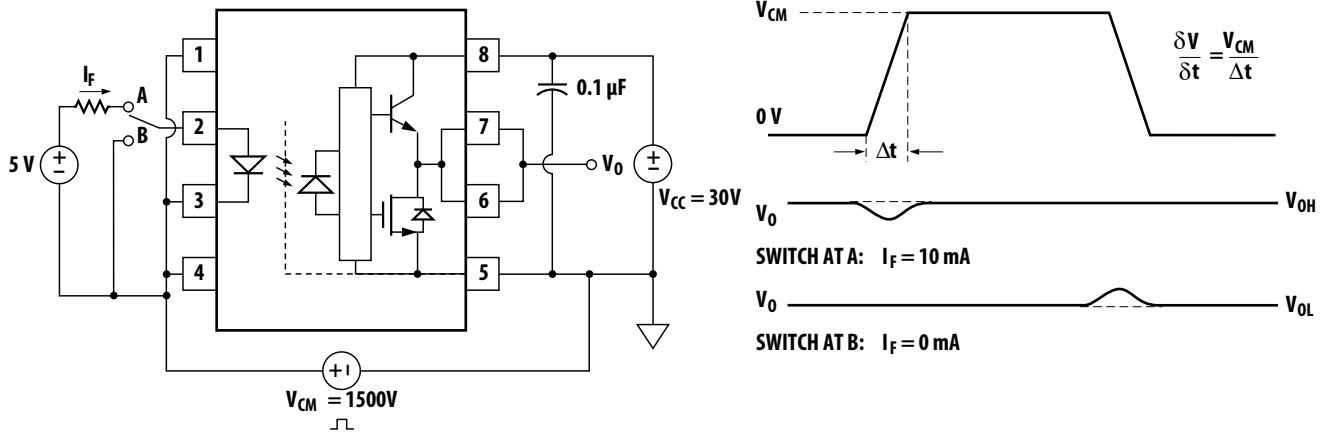 1
8
I_F
A
B
2
0.1 µF
7
V_O
5 V
3
6
V_CC = 30V
4
5
V_CM = 1500V
V_CM
δV/δt = V_CM/Δt
0 V
Δt
V_O
V_OH
SWITCH AT A: I_F = 10 mA
V_O
V_OL
SWITCH AT B: I_F = 0 mA